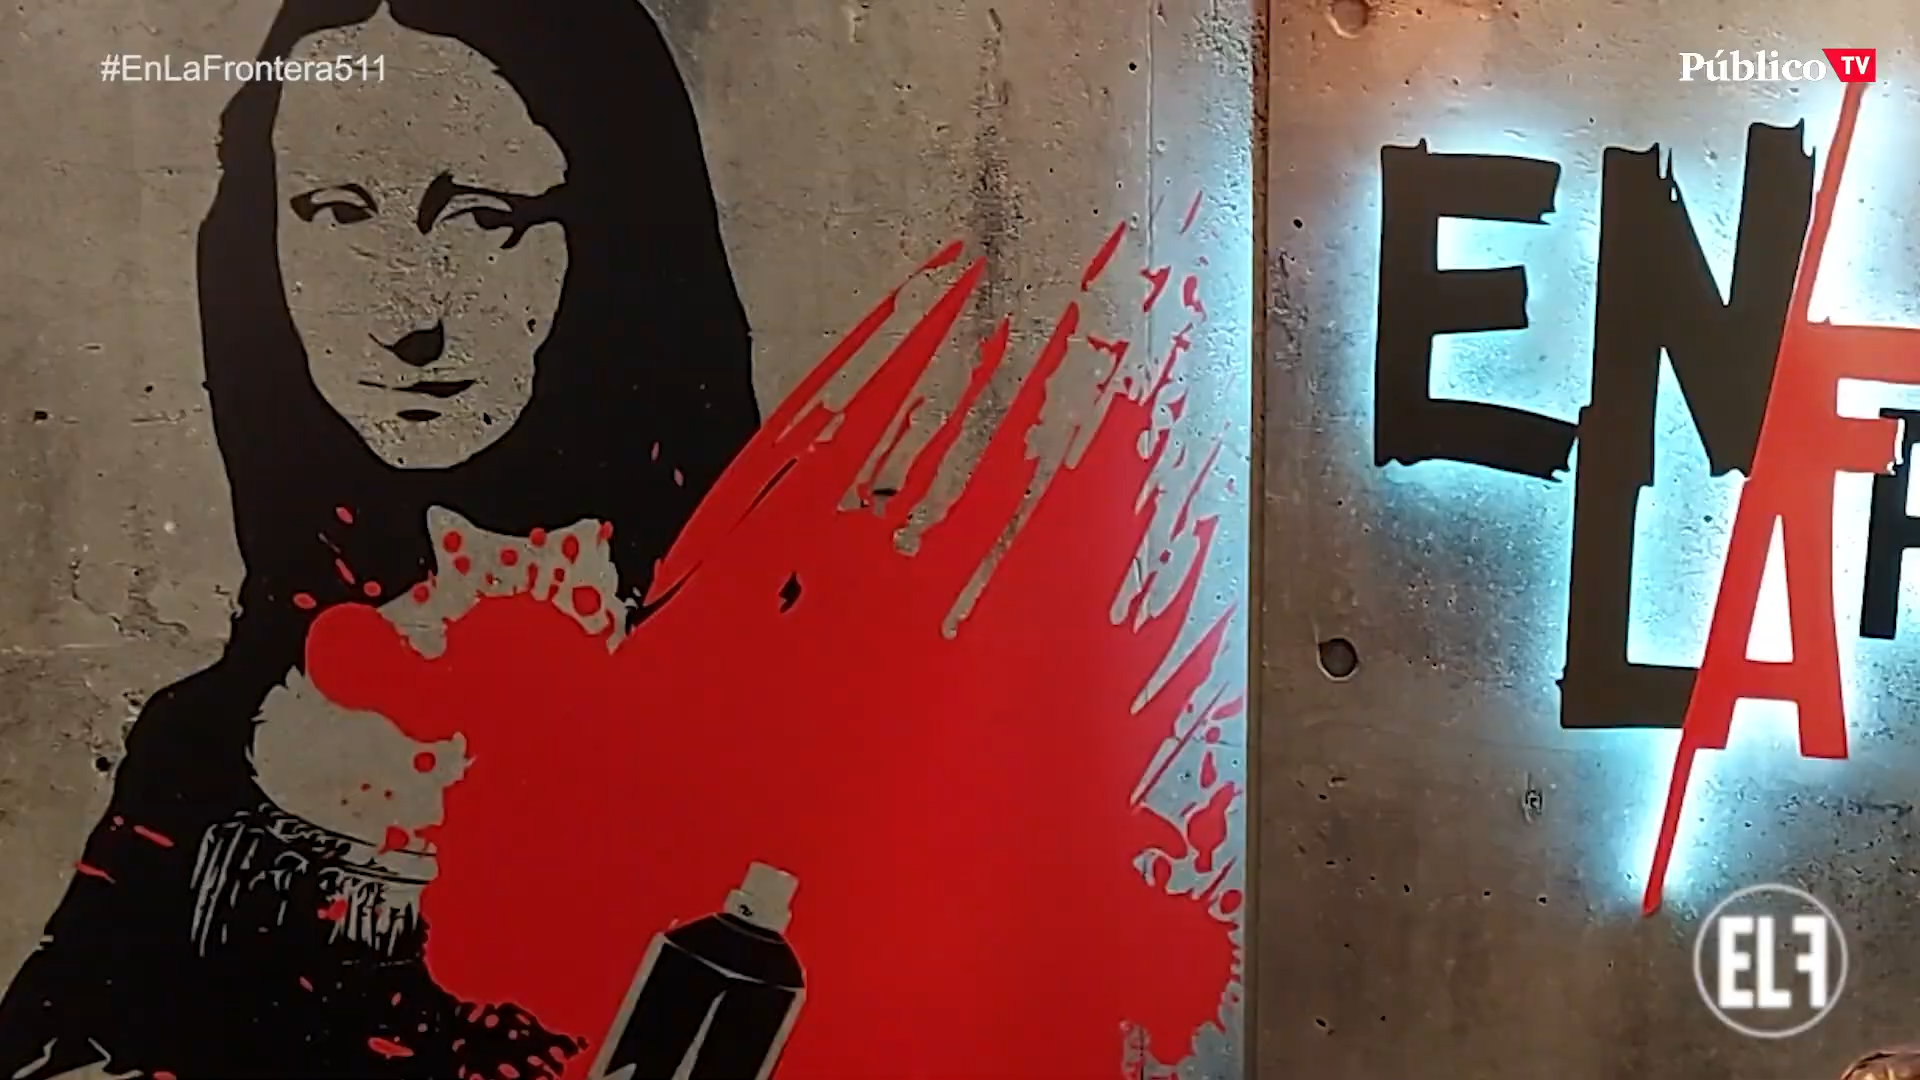 #EnLaFrontera511
Público TV
EN
LA
F
ELF